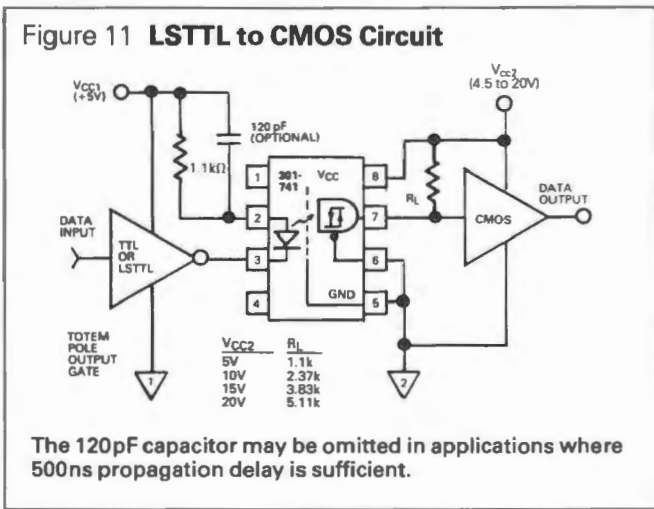 Figure 11 LSTTL to CMOS Circuit
VCC1
(+5V)
Vcc2
(4.5 to 20V)
120 pF
(OPTIONAL)
1.1kΩ
301-
741
VCC
1
2
3
4
8
7
6
5
GND
RL
DATA
INPUT
TTL
OR
LSTTL
CMOS
DATA
OUTPUT
TOTEM
POLE
OUTPUT
GATE
1
2
VCC2 RL
5V 1.1k
10V 2.37k
15V 3.83k
20V 5.11k
The 120pF capacitor may be omitted in applications where
500ns propagation delay is sufficient.